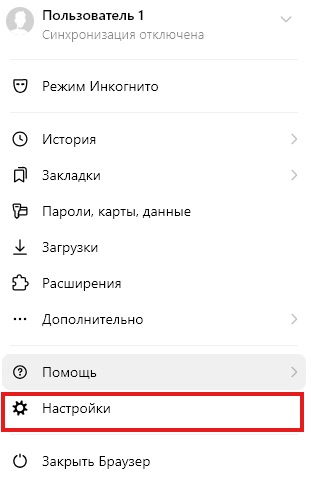 Пользователь 1
Синхронизация отключена
Режим Инкогнито
История
Закладки
Пароли, карты, данные
Загрузки
Расширения
Дополнительно
Помощь
Настройки
Закрыть Браузер